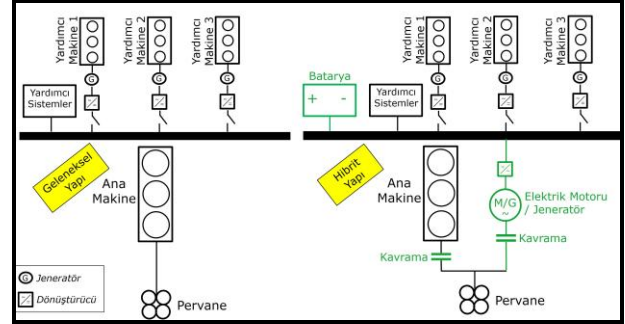 Yardımcı
Makine 1
Yardımcı
Makine 2
Yardımcı
Makine 3
G
G
G
Yardımcı
Sistemler
Geleneksel
Yapı
Ana
Makine
Pervane
G Jeneratör
Dönüştürücü
Yardımcı
Makine 1
Yardımcı
Makine 2
Yardımcı
Makine 3
G
G
G
Batarya
+ -
Yardımcı
Sistemler
Hibrit
Yapı
Ana
Makine
M/G
~
Elektrik Motoru
/ Jeneratör
Kavrama
Kavrama
Pervane